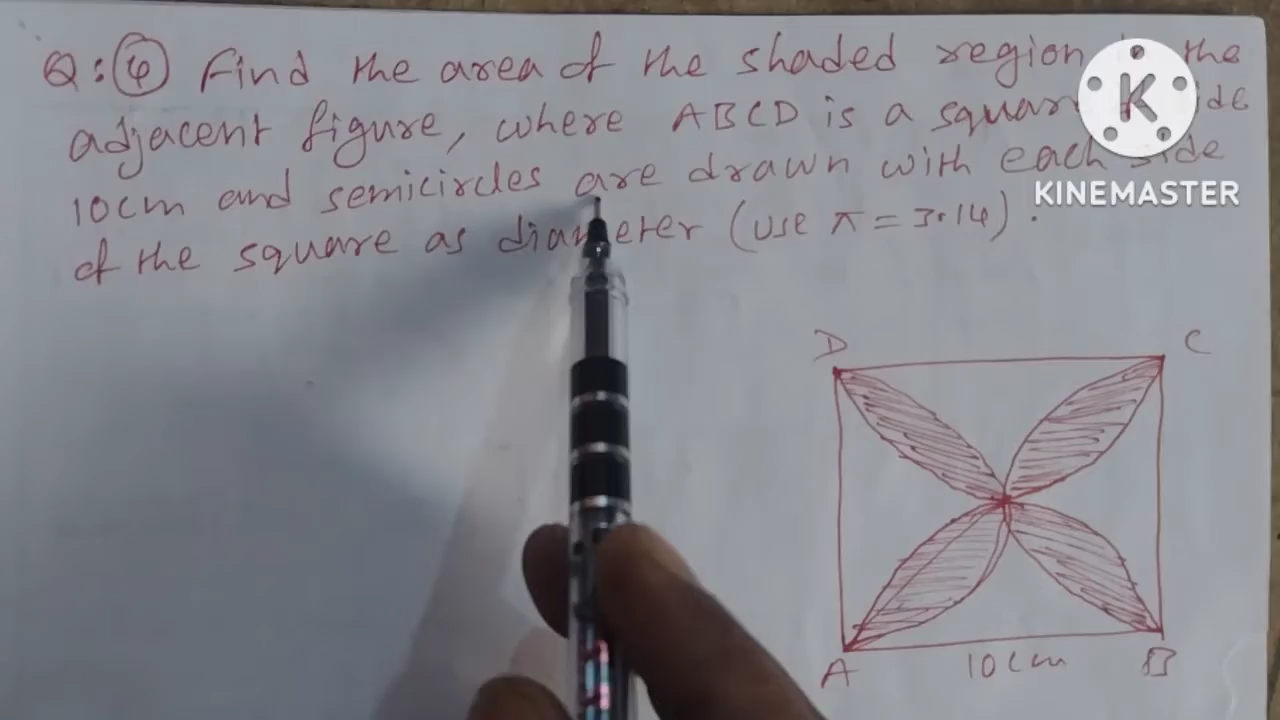 Q: 4 Find the area of the shaded region the
adjacent figure, where ABCD is a square
10cm and semicircles are drawn with each side
of the square as diameter (use π = 3.14).
K
KINEMASTER
D C
A 10cm B